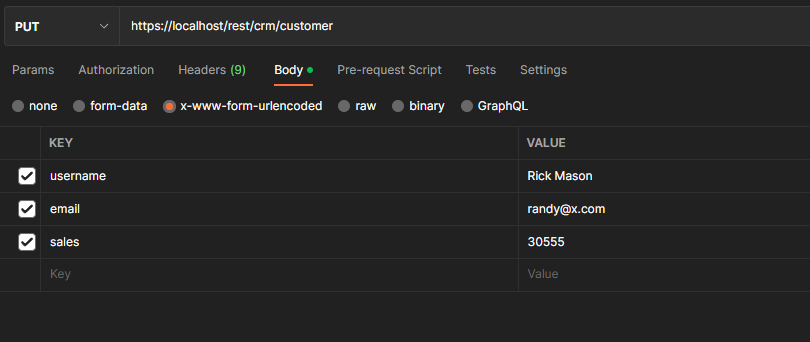 PUT https://localhost/rest/crm/customer
Params Authorization Headers (9) Body Pre-request Script Tests Settings
none form-data x-www-form-urlencoded raw binary GraphQL
KEY VALUE
username Rick Mason
email randy@x.com
sales 30555
Key Value